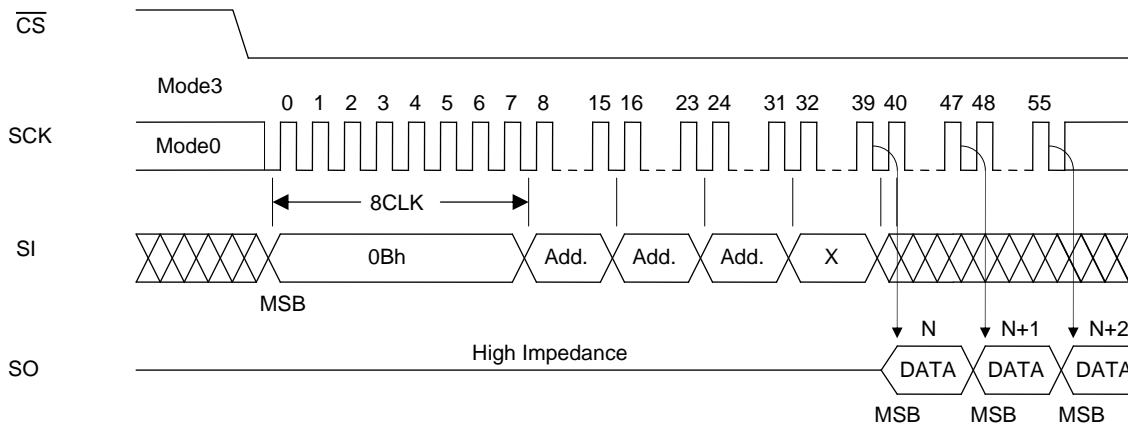 CS
Mode3
0 1 2 3 4 5 6 7 8 15 16 23 24 31 32 39 40 47 48 55
SCK
Mode0
8CLK
SI
0Bh
Add.
Add.
Add.
X
MSB
N
N+1
N+2
High Impedance
SO
DATA
DATA
DATA
MSB
MSB
MSB